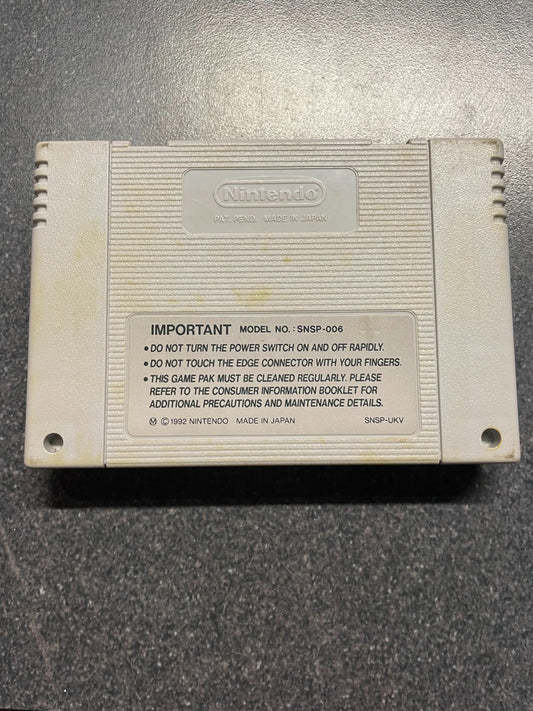 Nintendo
PAT. PEND. MADE IN JAPAN
IMPORTANT MODEL NO. : SNSP-006
• DO NOT TURN THE POWER SWITCH ON AND OFF RAPIDLY.
• DO NOT TOUCH THE EDGE CONNECTOR WITH YOUR FINGERS.
• THIS GAME PAK MUST BE CLEANED REGULARLY. PLEASE
REFER TO THE CONSUMER INFORMATION BOOKLET FOR
ADDITIONAL PRECAUTIONS AND MAINTENANCE DETAILS.
Ⓜ ©1992 NINTENDO MADE IN JAPAN SNSP-UKV